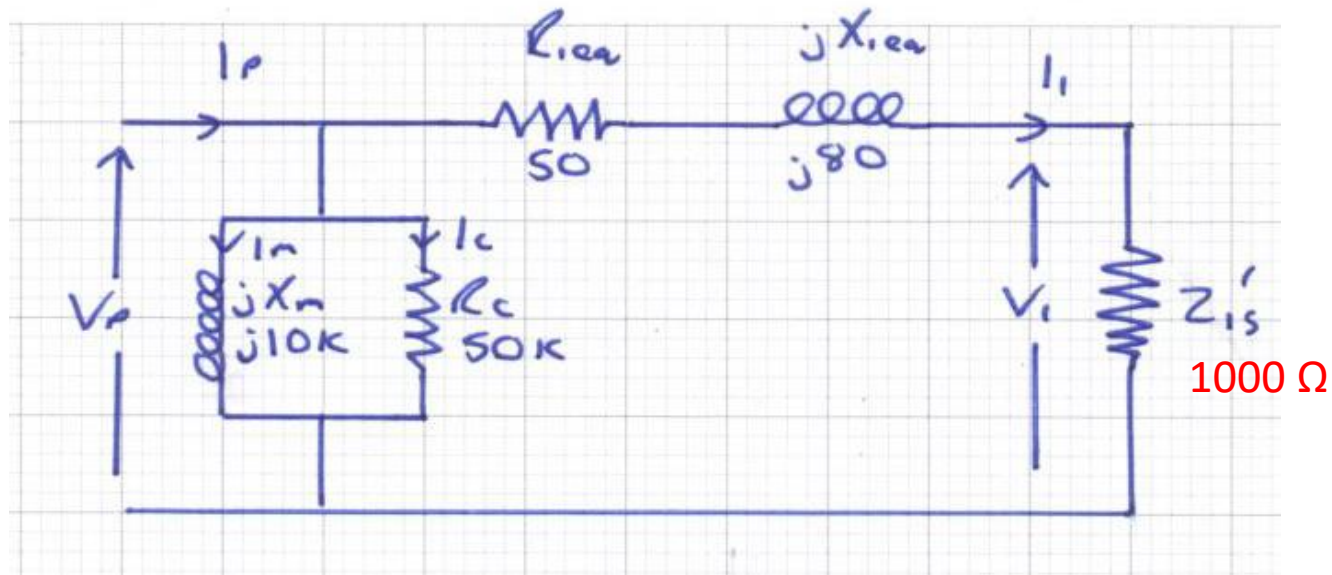 Ip
R1eq
jX1eq
I1
50
j80
Im
Ic
Vp
jXm
Rc
V1
Z1s'
j10K
50K
1000 Ω